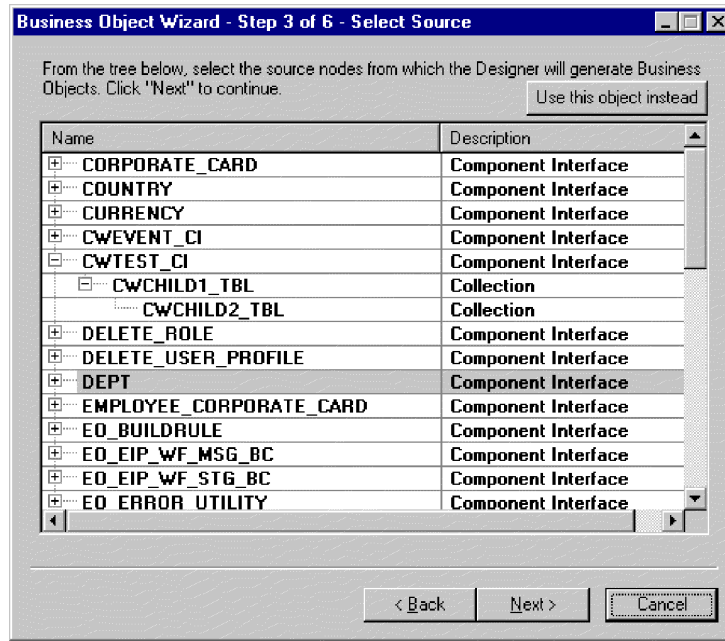 Business Object Wizard - Step 3 of 6 - Select Source
From the tree below, select the source nodes from which the Designer will generate Business
Objects. Click "Next" to continue.
Use this object instead
Name Description
CORPORATE_CARD Component Interface
COUNTRY Component Interface
CURRENCY Component Interface
CWEVENT_CI Component Interface
CWTEST_CI Component Interface
CWCHILD1_TBL Collection
CWCHILD2_TBL Collection
DELETE_ROLE Component Interface
DELETE_USER_PROFILE Component Interface
DEPT Component Interface
EMPLOYEE_CORPORATE_CARD Component Interface
EO_BUILDRULE Component Interface
EO_EIP_WF_MSG_BC Component Interface
EO_EIP_WF_STG_BC Component Interface
EO_ERROR_UTILITY Component Interface
< Back Next > Cancel